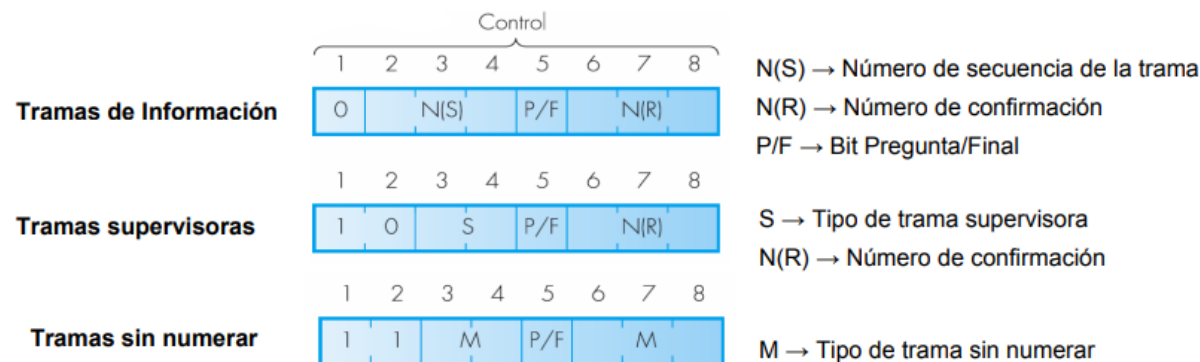 Control
1 2 3 4 5 6 7 8
Tramas de Información
0 N(S) P/F N(R)
N(S) → Número de secuencia de la trama
N(R) → Número de confirmación
P/F → Bit Pregunta/Final
1 2 3 4 5 6 7 8
Tramas supervisoras
1 0 S P/F N(R)
S → Tipo de trama supervisora
N(R) → Número de confirmación
1 2 3 4 5 6 7 8
Tramas sin numerar
1 1 M P/F M
M → Tipo de trama sin numerar